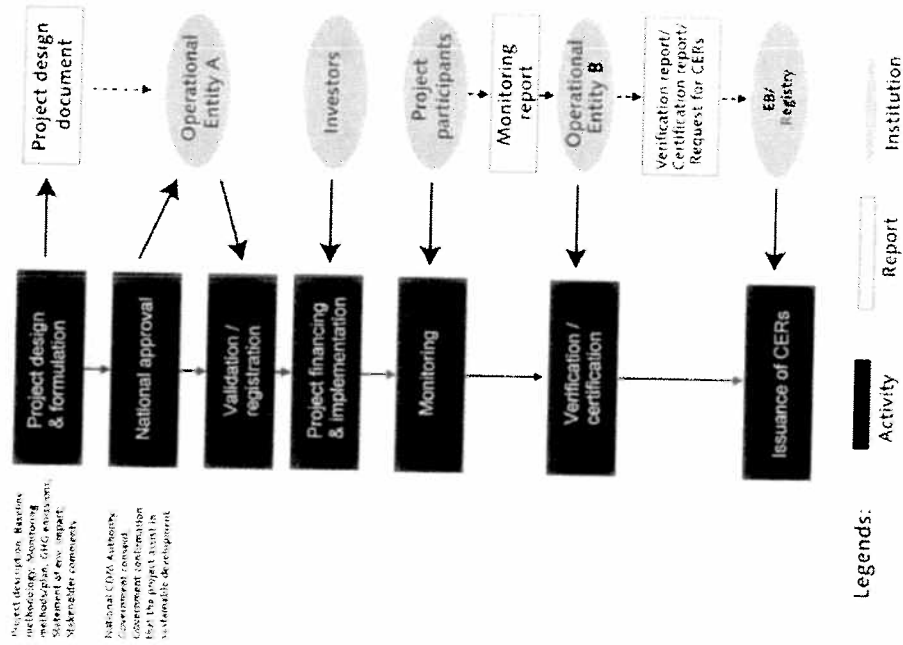 Project description, Baseline
methodology, Monitoring
methods/plan, GHG emissions,
Statement of env impact,
Stakeholder comments
Project design
& formulation
Project design
document
National CDM Authority
Government consent
Government confirmation
that the project assist in
sustainable development
National approval
Operational
Entity A
Validation /
registration
Project financing
& implementation
Investors
Monitoring
Project
participants
Monitoring
report
Verification /
certification
Operational
Entity B
Verification report/
Certification report/
Request for CERs
Issuance of CERs
EB/
Registry
Legends:
Activity
Report
Institution